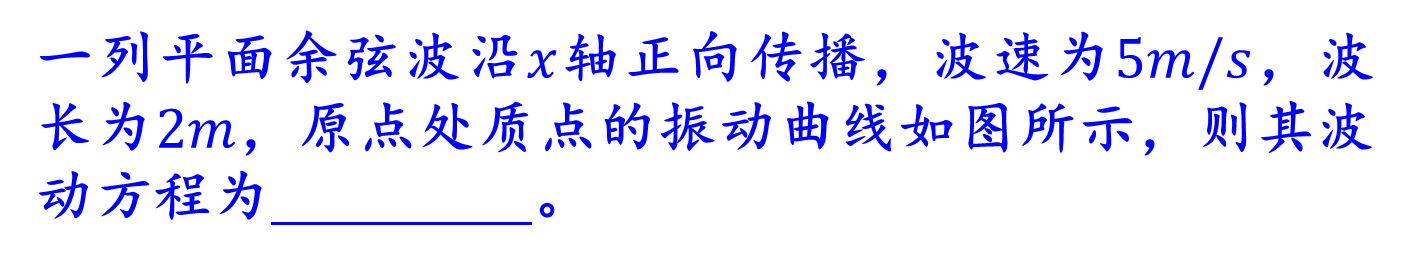 一列平面余弦波沿x轴正向传播，波速为5m/s，波
长为2m，原点处质点的振动曲线如图所示，则其波
动方程为__________。